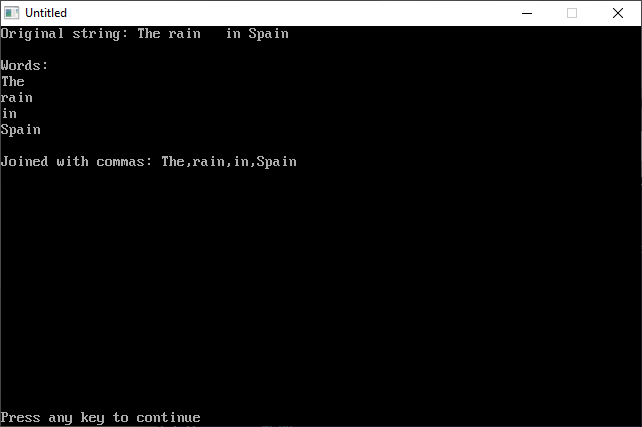 Untitled
Original string: The rain   in Spain
Words:
The
rain
in
Spain
Joined with commas: The,rain,in,Spain
Press any key to continue